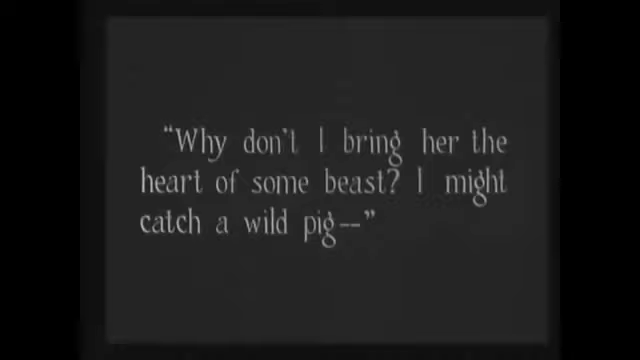 “Why don't I bring her the
heart of some beast? I might
catch a wild pig--”